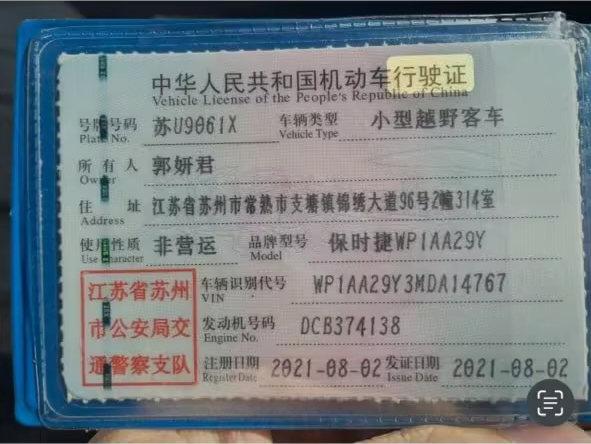 中华人民共和国机动车行驶证
Vehicle License of the People's Republic of China
号牌号码 苏U9061X 车辆类型 小型越野客车
Plate No. Vehicle Type
所有人 郭妍君
Owner
住址 江苏省苏州市常熟市支塘镇锦绣大道96号2幢314室
Address
使用性质 非营运 品牌型号 保时捷WP1AA29Y
Use Character Model
江苏省苏州 车辆识别代号 WP1AA29Y3MDA14767
VIN
市公安局交 发动机号码 DCB374138
Engine No.
通警察支队 注册日期 2021-08-02 发证日期 2021-08-02
Register Date Issue Date